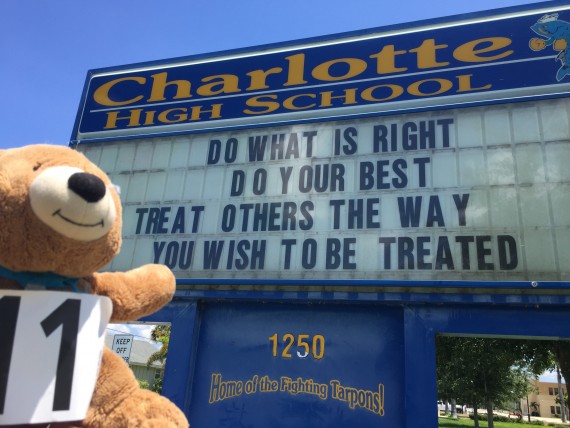 Charlotte
HIGH SCHOOL
DO WHAT IS RIGHT
DO YOUR BEST
TREAT OTHERS THE WAY
YOU WISH TO BE TREATED
11
KEEP
OFF
1250
Home of the Fighting Tarpons!